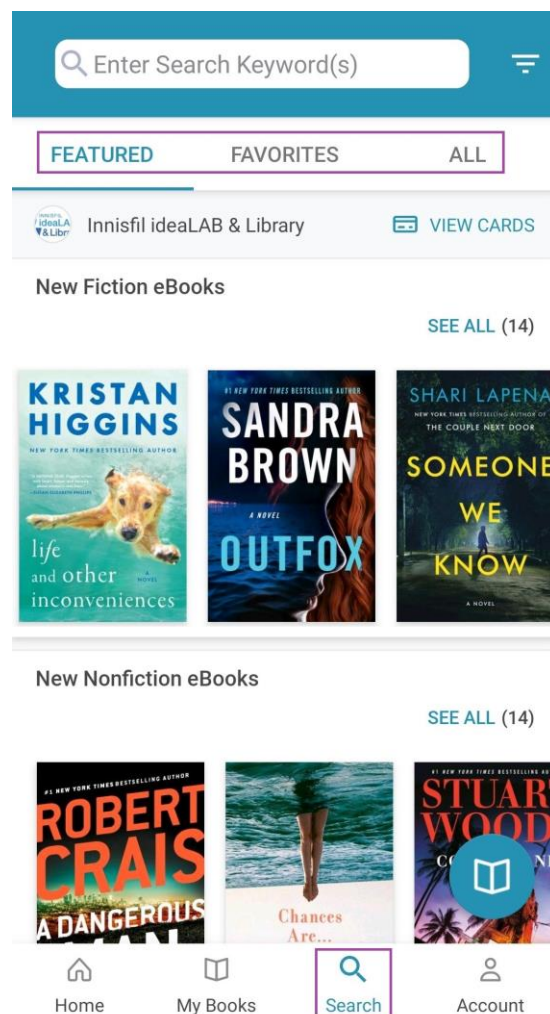 Enter Search Keyword(s)
FEATURED FAVORITES ALL
Innisfil ideaLAB & Library VIEW CARDS
New Fiction eBooks
SEE ALL (14)
KRISTAN
HIGGINS
NEW YORK TIMES BESTSELLING AUTHOR
life
and other
inconveniences
A
NOVEL
#1 NEW YORK TIMES BESTSELLING AUTHOR
SANDRA
BROWN
A NOVEL
OUTFOX
SHARI LAPENA
NEW YORK TIMES BESTSELLING AUTHOR OF
THE COUPLE NEXT DOOR
SOMEONE
WE
KNOW
A NOVEL
New Nonfiction eBooks
SEE ALL (14)
#1 NEW YORK TIMES BESTSELLING AUTHOR
ROBERT
CRAIS
A DANGEROUS
Chances
Are...
#1 NEW YORK TIMES BESTSELLING
STUAR
WOOD
Home My Books Search Account